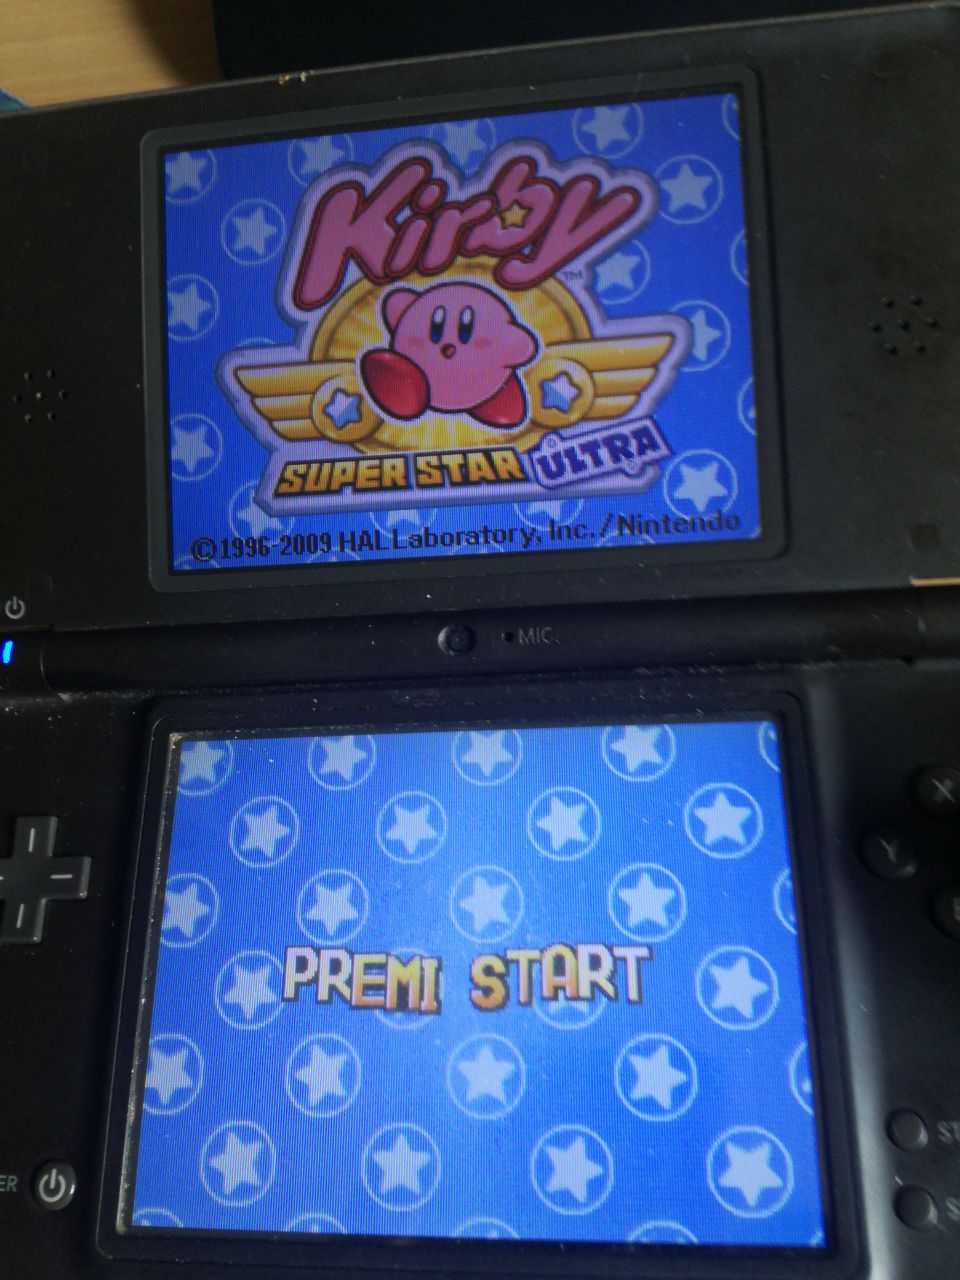 Kirby
TM
SUPER STAR ULTRA
©1996-2009 HAL Laboratory, Inc./Nintendo
MIC.
PREMI START
X
Y